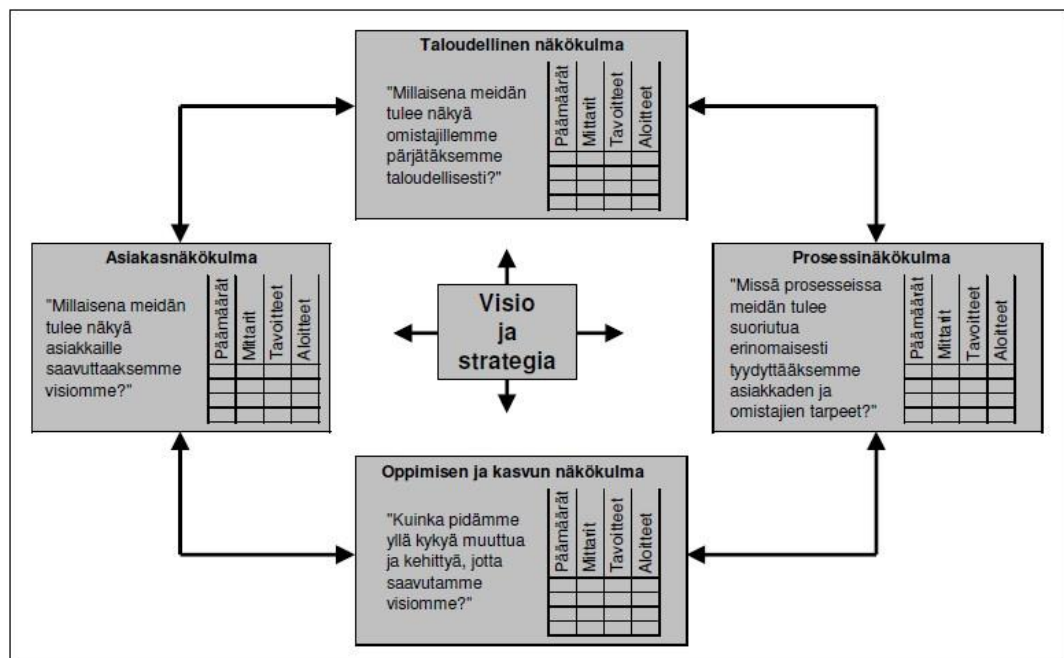 Taloudellinen näkökulma
"Millaisena meidän
tulee näkyä
omistajillemme
pärjätäksemme
taloudellisesti?"
Päämäärät
Mittarit
Tavoitteet
Aloitteet
Asiakasnäkökulma
"Millaisena meidän
tulee näkyä
asiakkaille
saavuttaaksemme
visiomme?"
Päämäärät
Mittarit
Tavoitteet
Aloitteet
Visio
ja
strategia
Prosessinäkökulma
"Missä prosesseissa
meidän tulee
suoriutua
erinomaisesti
tyydyttääksemme
asiakkaden ja
omistajien tarpeet?"
Päämäärät
Mittarit
Tavoitteet
Aloitteet
Oppimisen ja kasvun näkökulma
"Kuinka pidämme
yllä kykyä muuttua
ja kehittyä, jotta
saavutamme
visiomme?"
Päämäärät
Mittarit
Tavoitteet
Aloitteet